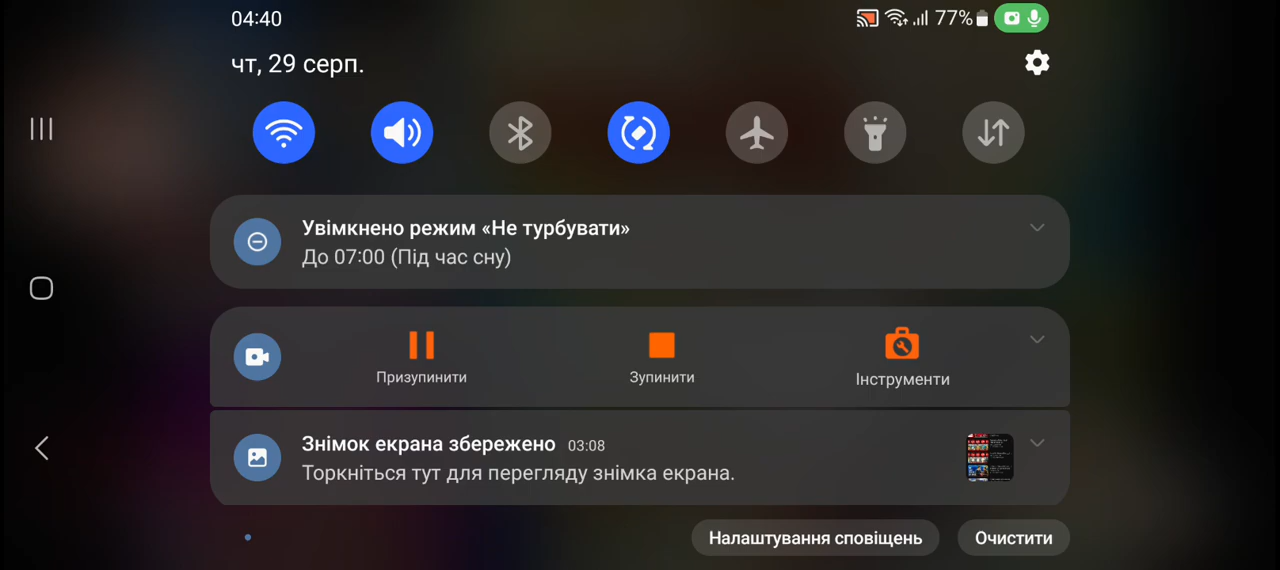 04:40
77%
чт, 29 серп.
Увімкнено режим «Не турбувати»
До 07:00 (Під час сну)
Призупинити
Зупинити
Інструменти
Знімок екрана збережено 03:08
Торкніться тут для перегляду знімка екрана.
Налаштування сповіщень
Очистити